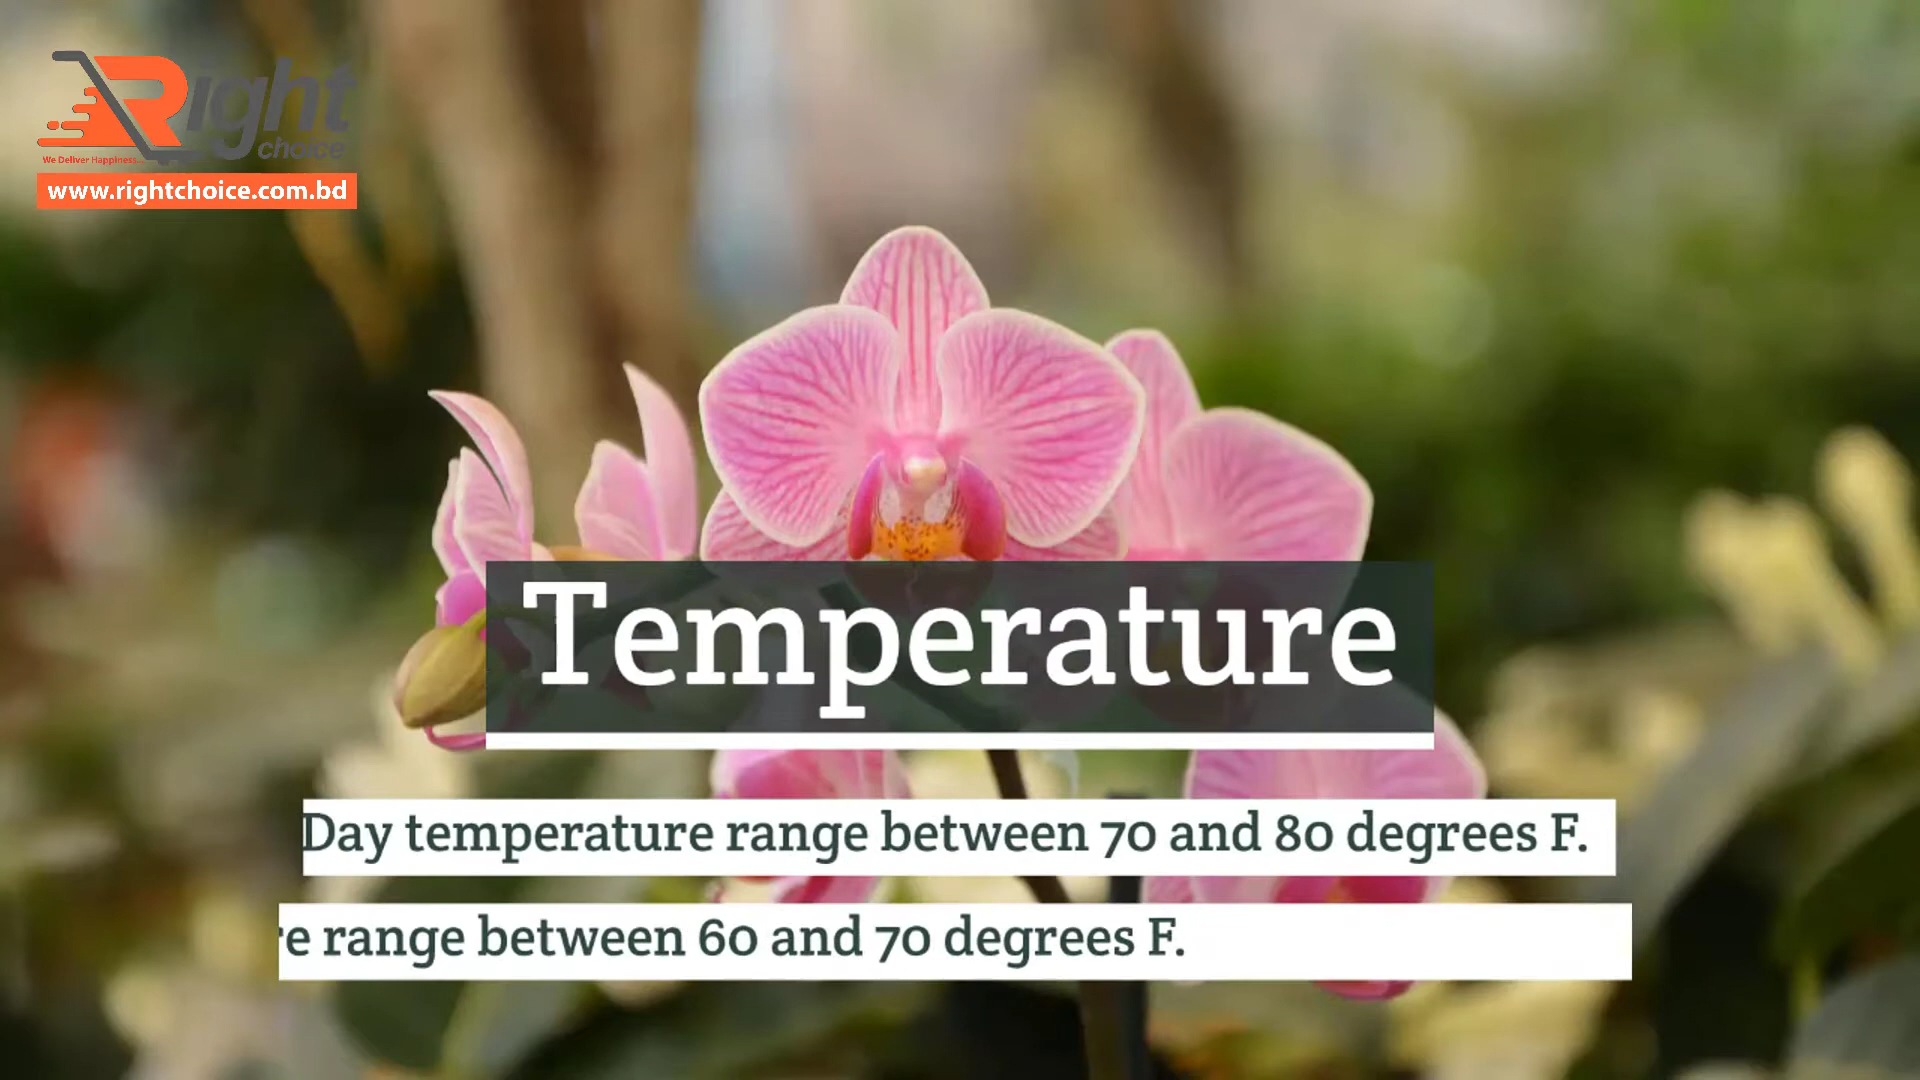 Right
choice
We Deliver Happiness...
www.rightchoice.com.bd
Temperature
Day temperature range between 70 and 80 degrees F.
range between 60 and 70 degrees F.